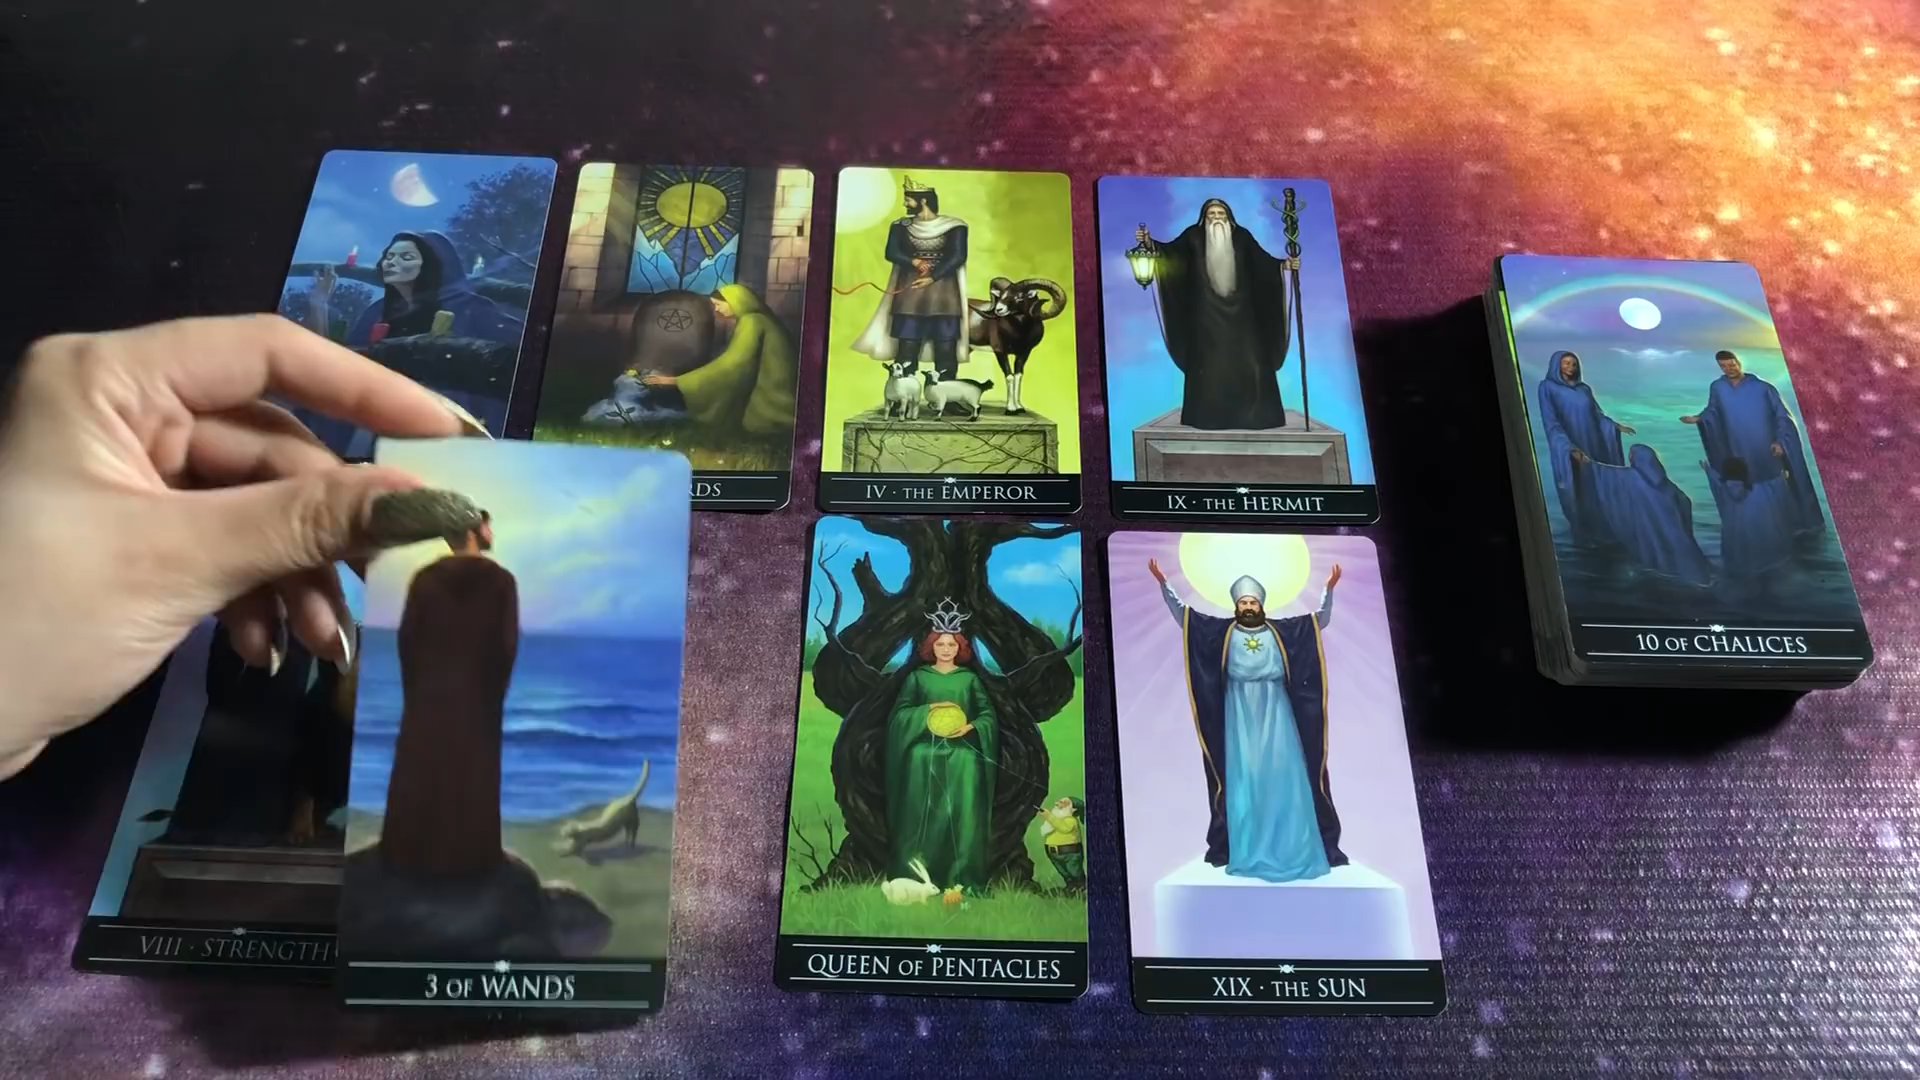 RDS
IV · THE EMPEROR
IX · THE HERMIT
10 OF CHALICES
VIII · STRENGTH
3 OF WANDS
QUEEN OF PENTACLES
XIX · THE SUN